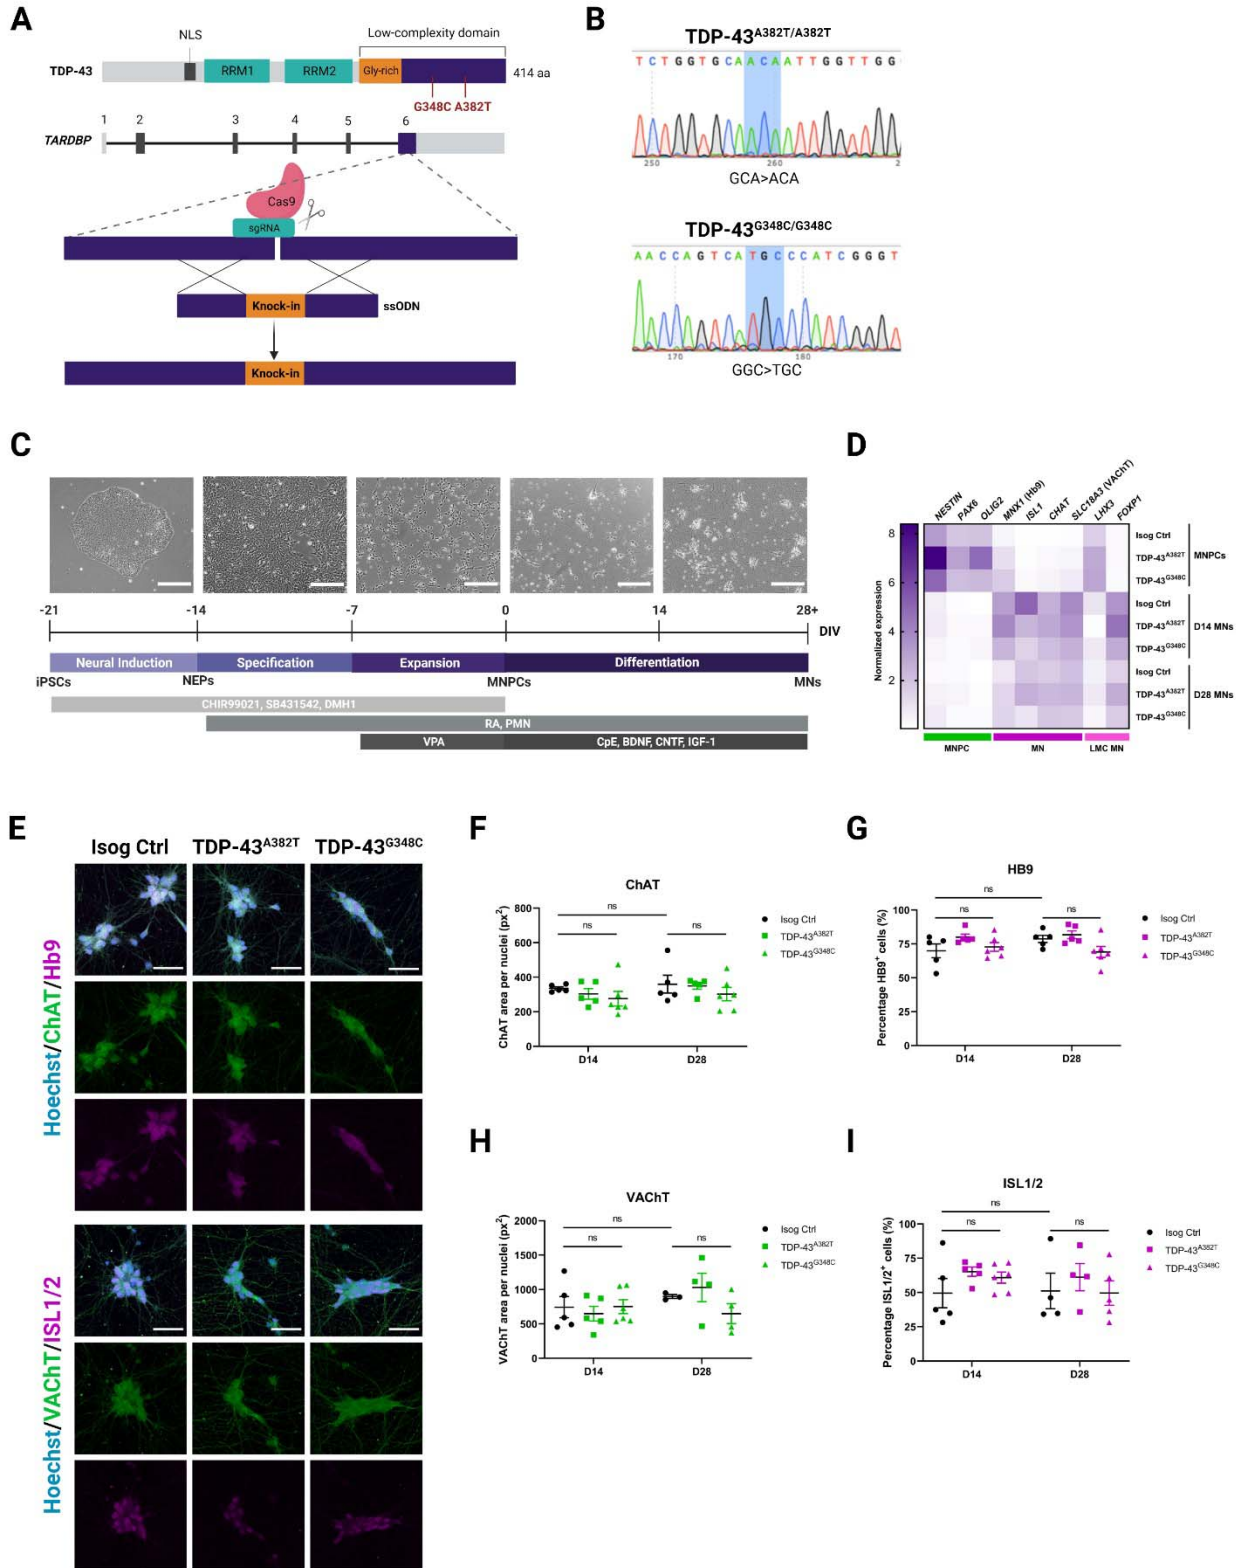 A
NLS
Low-complexity domain
TDP-43
RRM1
RRM2
Gly-rich
414 aa
G348C A382T
1 2 3 4 5 6
TARDBP
Cas9
sgRNA
Knock-in
ssODN
Knock-in
B
TDP-43A382T/A382T
T C T G G T G C A A C A A T T G G T T G G
250 260
GCA>ACA
TDP-43G348C/G348C
A A C C A G T C A T G C C C A T C G G G T
170 180
GGC>TGC
C
-21 -14 -7 0 14 28+
DIV
Neural Induction Specification Expansion Differentiation
iPSCs NEPs MNPCs MNs
CHIR99021, SB431542, DMH1
RA, PMN
VPA CpE, BDNF, CNTF, IGF-1
D
NESTIN PAX6 OLIG2 MNX1 (Hb9) ISL1 CHAT SLC18A3 (VAChT) LHX3 FOXP1
Normalized expression
8
6
4
2
Isog Ctrl
TDP-43A382T
TDP-43G348C
MNPCs
Isog Ctrl
TDP-43A382T
TDP-43G348C
D14 MNs
Isog Ctrl
TDP-43A382T
TDP-43G348C
D28 MNs
MNPC MN LMC MN
E
Isog Ctrl TDP-43A382T TDP-43G348C
Hoechst/ChAT/Hb9
Hoechst/VAChT/ISL1/2
F
ChAT
ChAT area per nuclei (px2)
800
600
400
200
0
ns
ns ns
D14 D28
Isog Ctrl
TDP-43A382T
TDP-43G348C
G
HB9
Percentage HB9+ cells (%)
100
75
50
25
0
ns
ns ns
D14 D28
Isog Ctrl
TDP-43A382T
TDP-43G348C
H
VAChT
VAChT area per nuclei (px2)
2000
1500
1000
500
0
ns
ns ns
D14 D28
Isog Ctrl
TDP-43A382T
TDP-43G348C
I
ISL1/2
Percentage ISL1/2+ cells (%)
100
75
50
25
0
ns
ns ns
D14 D28
Isog Ctrl
TDP-43A382T
TDP-43G348C